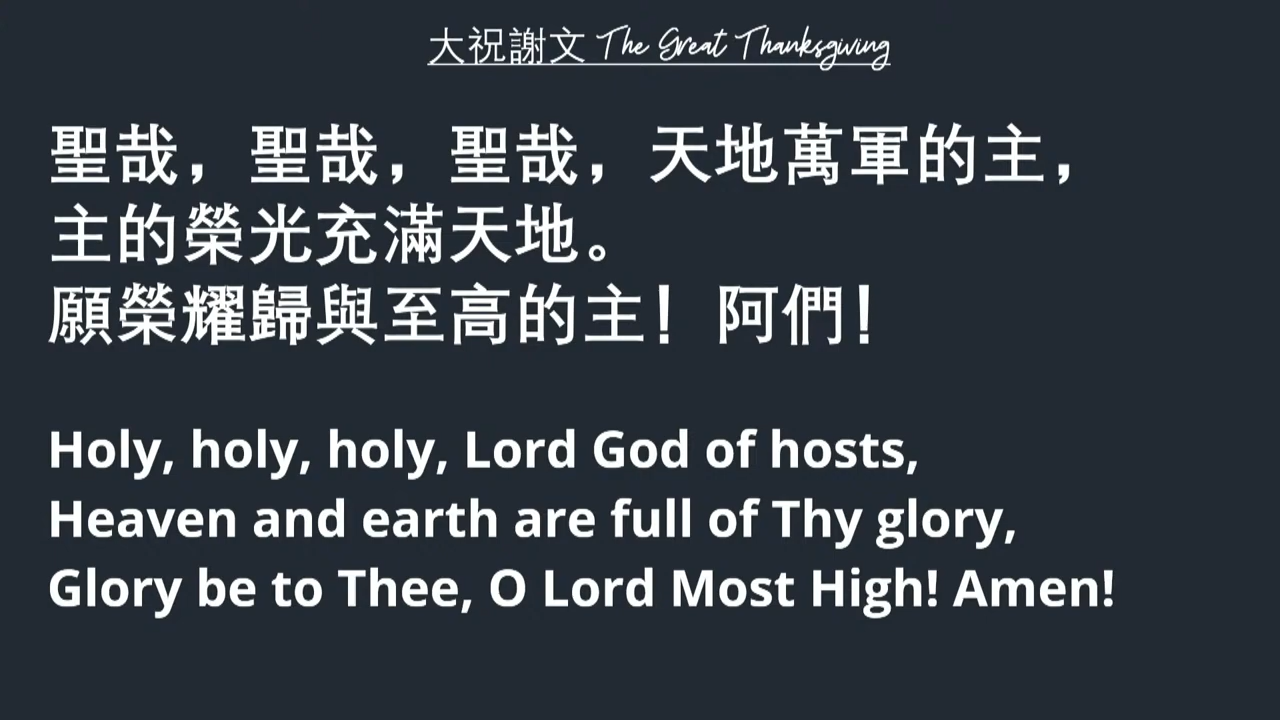 大祝謝文 The Great Thanksgiving
聖哉，聖哉，聖哉，天地萬軍的主，
主的榮光充滿天地。
願榮耀歸與至高的主！阿們！
Holy, holy, holy, Lord God of hosts,
Heaven and earth are full of Thy glory,
Glory be to Thee, O Lord Most High! Amen!